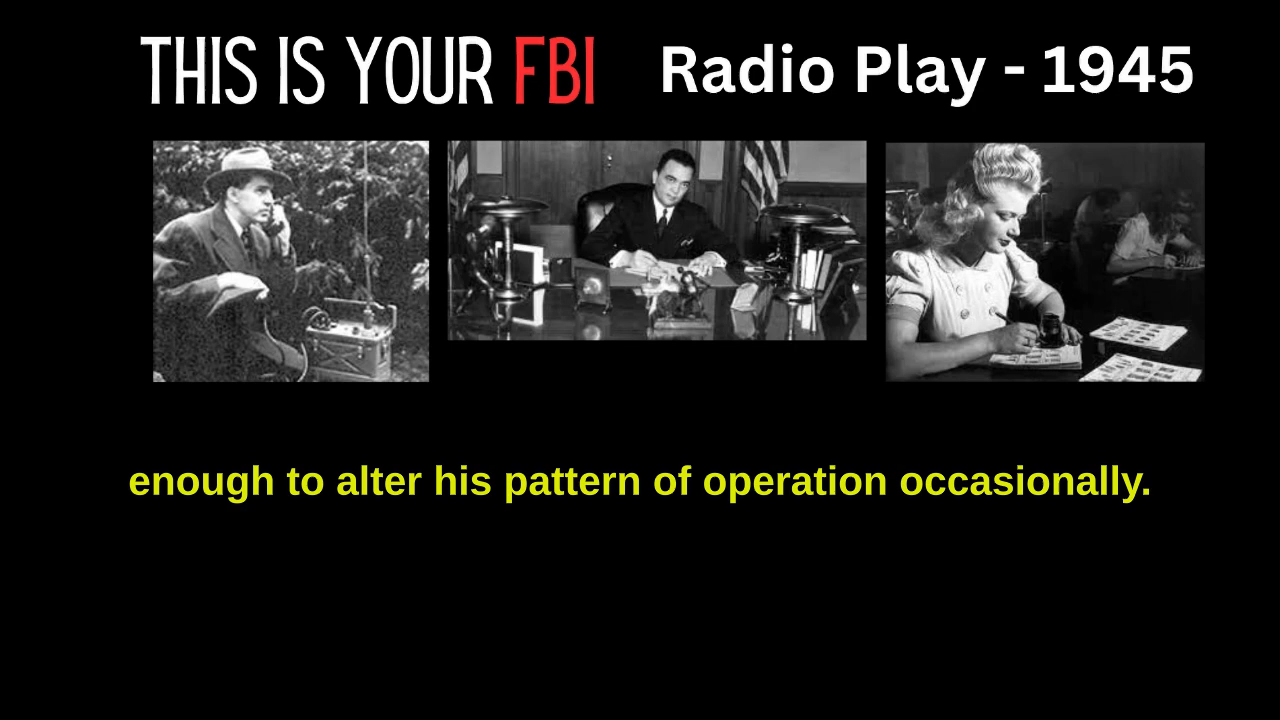 THIS IS YOUR FBI Radio Play - 1945
enough to alter his pattern of operation occasionally.